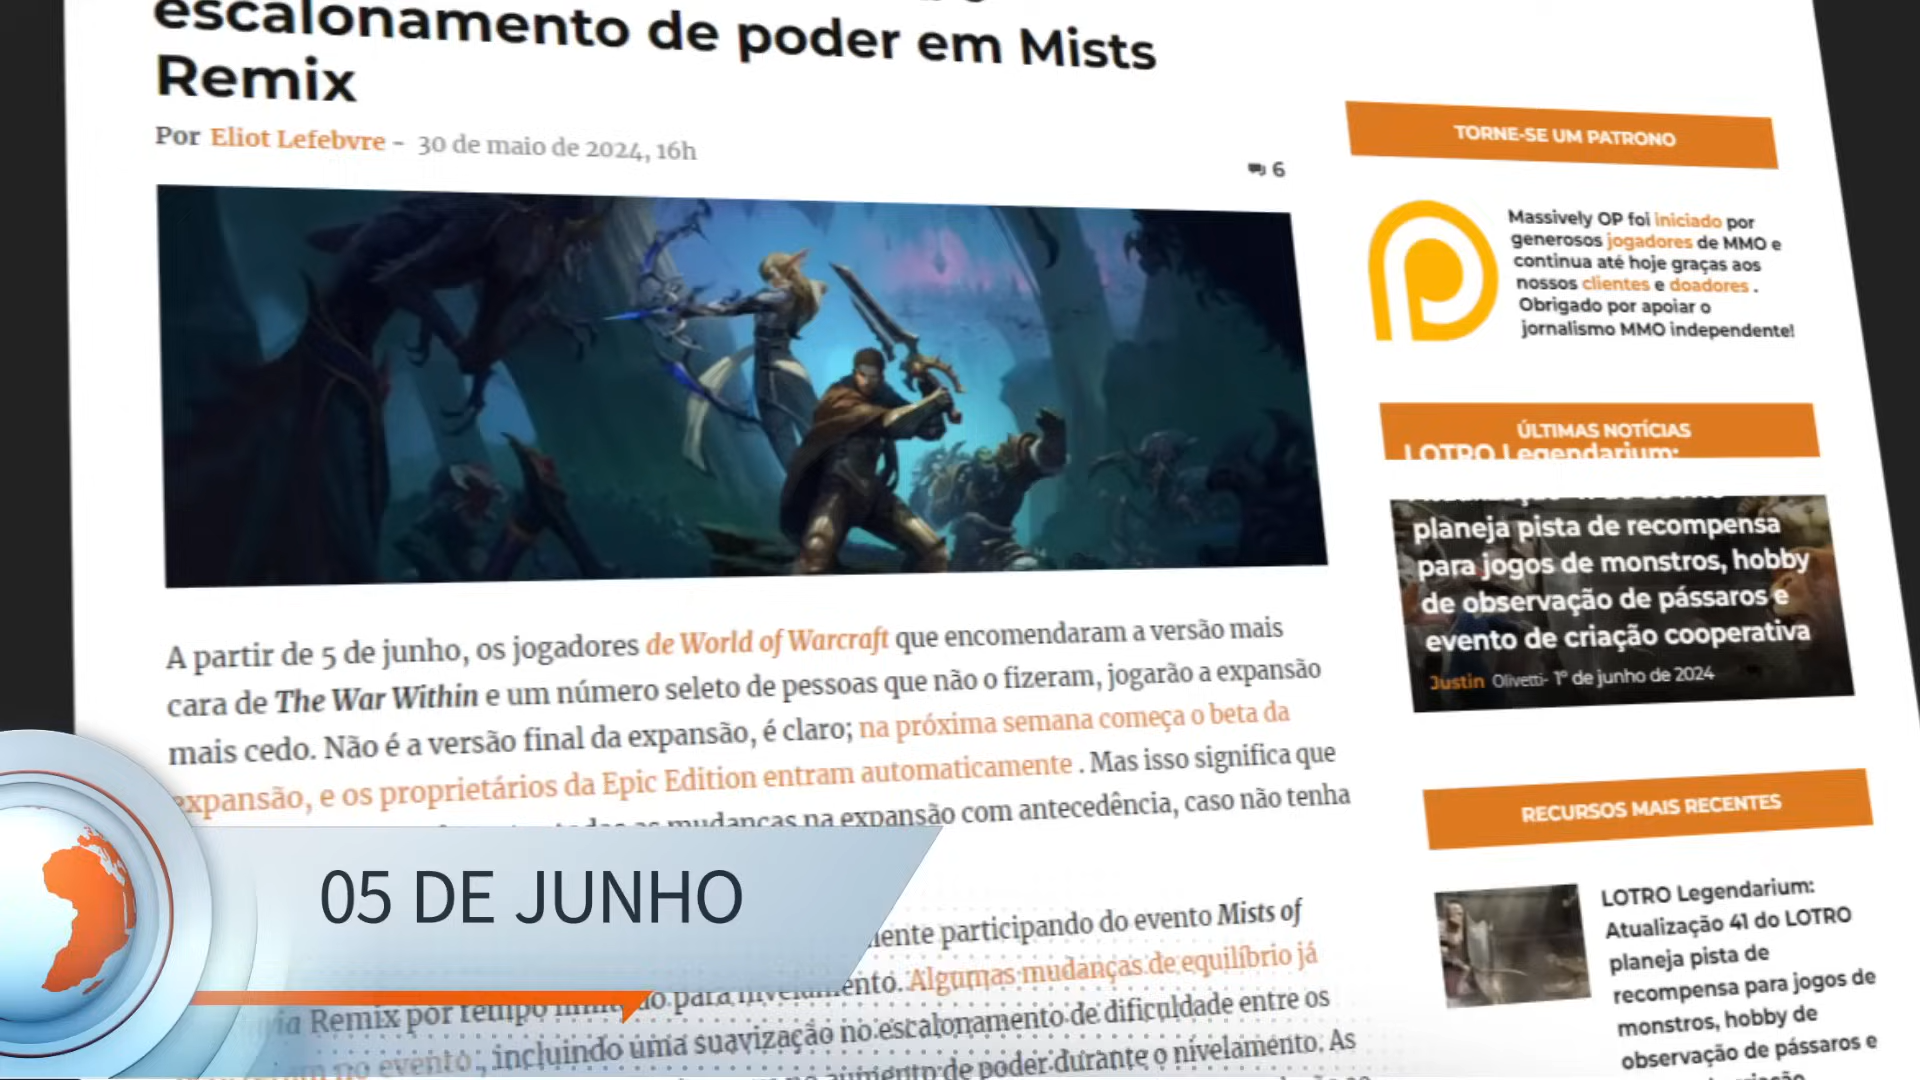 escalonamento de poder em Mists
Remix
Por Eliot Lefebvre - 30 de maio de 2024, 16h
6
A partir de 5 de junho, os jogadores de World of Warcraft que encomendaram a versão mais
cara de The War Within e um número seleto de pessoas que não o fizeram, jogarão a expansão
mais cedo. Não é a versão final da expansão, é claro; na próxima semana começa o beta da
expansão, e os proprietários da Epic Edition entram automaticamente . Mas isso significa que
mudanças na expansão com antecedência, caso não tenha
participando do evento Mists of
Remix por tempo para Algumas mudanças de equilíbrio já
no evento , incluindo uma suavização no escalonamento de dificuldade entre os
aumento de poder durante o nivelamento. As
05 DE JUNHO
TORNE-SE UM PATRONO
Massively OP foi iniciado por
generosos jogadores de MMO e
continua até hoje graças aos
nossos clientes e doadores .
Obrigado por apoiar o
jornalismo MMO independente!
ÚLTIMAS NOTÍCIAS
LOTRO Legendarium:
planeja pista de recompensa
para jogos de monstros, hobby
de observação de pássaros e
evento de criação cooperativa
Justin Olivetti- 1º de junho de 2024
RECURSOS MAIS RECENTES
LOTRO Legendarium:
Atualização 41 do LOTRO
planeja pista de
recompensa para jogos de
monstros, hobby de
observação de pássaros e